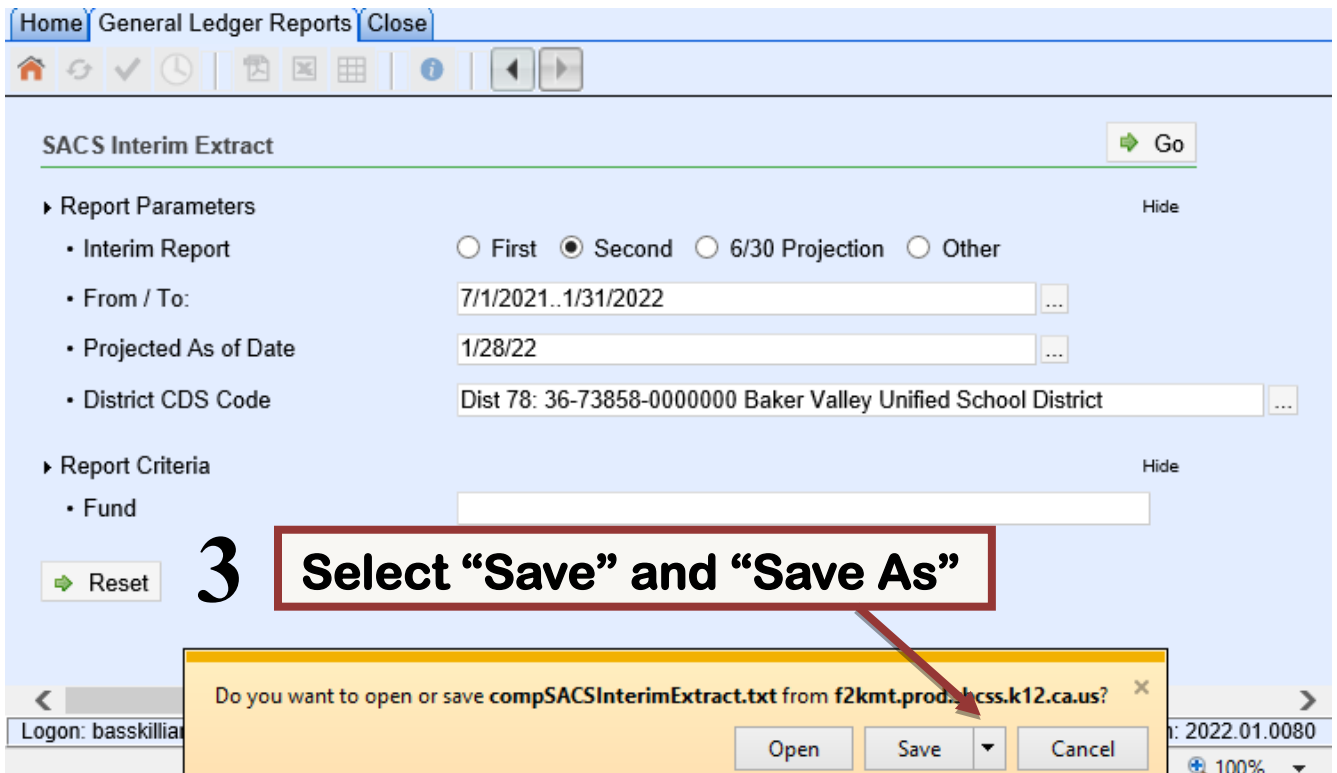 Home General Ledger Reports Close
SACS Interim Extract Go
Report Parameters Hide
• Interim Report First Second 6/30 Projection Other
• From / To: 7/1/2021..1/31/2022 ...
• Projected As of Date 1/28/22 ...
• District CDS Code Dist 78: 36-73858-0000000 Baker Valley Unified School District ...
Report Criteria Hide
• Fund
Reset 3 Select “Save” and “Save As”
Do you want to open or save compSACSInterimExtract.txt from f2kmt.prod. k12.ca.us?
Logon: 2022.01.0080
Open Save Cancel
100%